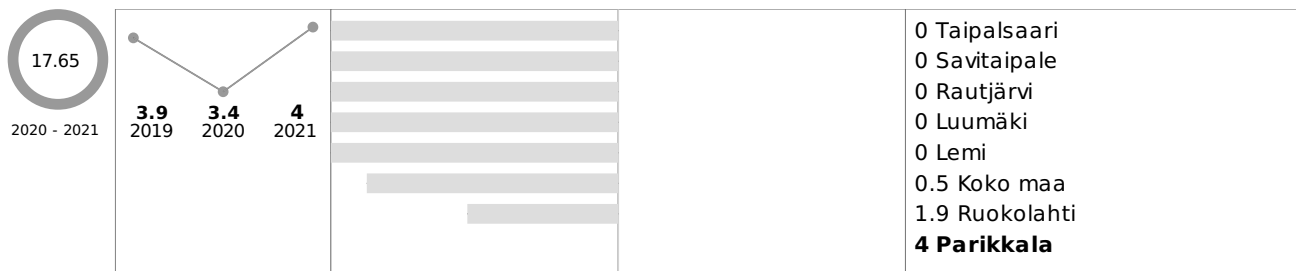 17.65
2020 - 2021
3.9 3.4 4
2019 2020 2021
0 Taipalsaari
0 Savitaipale
0 Rautjärvi
0 Luumäki
0 Lemi
0.5 Koko maa
1.9 Ruokolahti
4 Parikkala